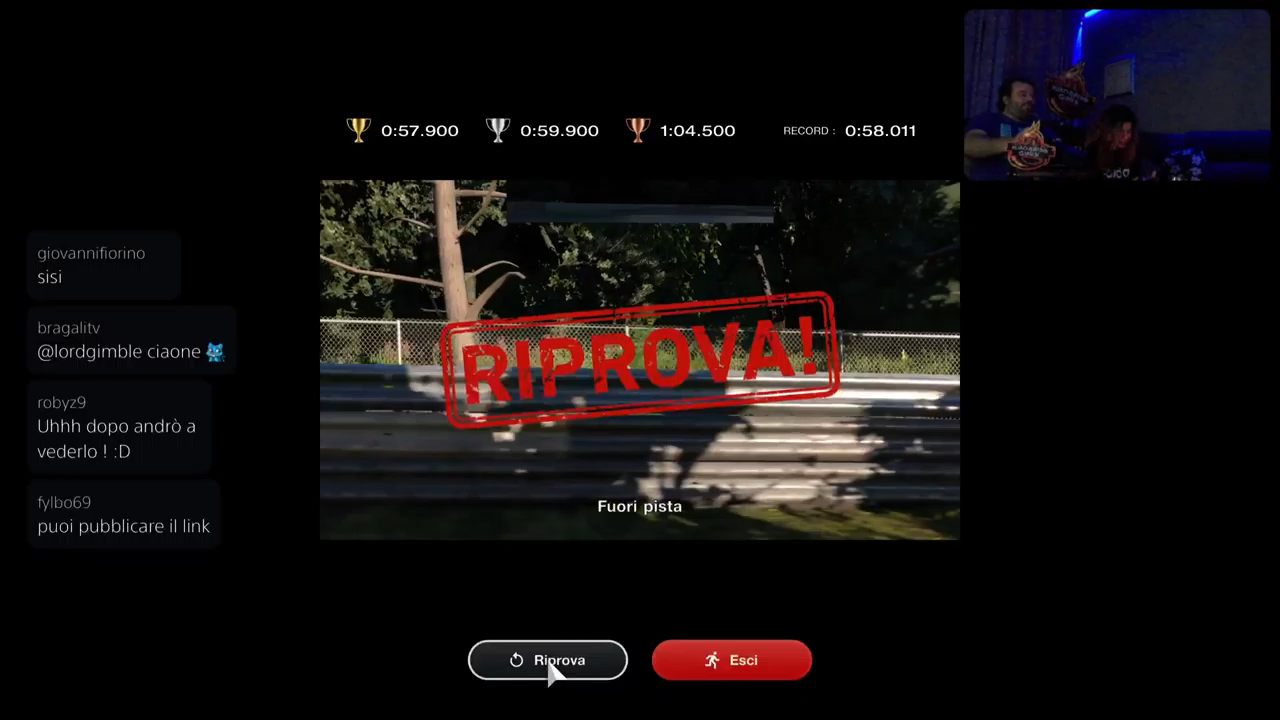 0:57.900
0:59.900
1:04.500
RECORD :
0:58.011
giovannifiorino
sisi
bragalitv
@lordgimble ciaone
robyz9
Uhhh dopo andrò a
vederlo ! :D
fylbo69
puoi pubblicare il link
RIPROVA!
Fuori pista
Riprova
Esci